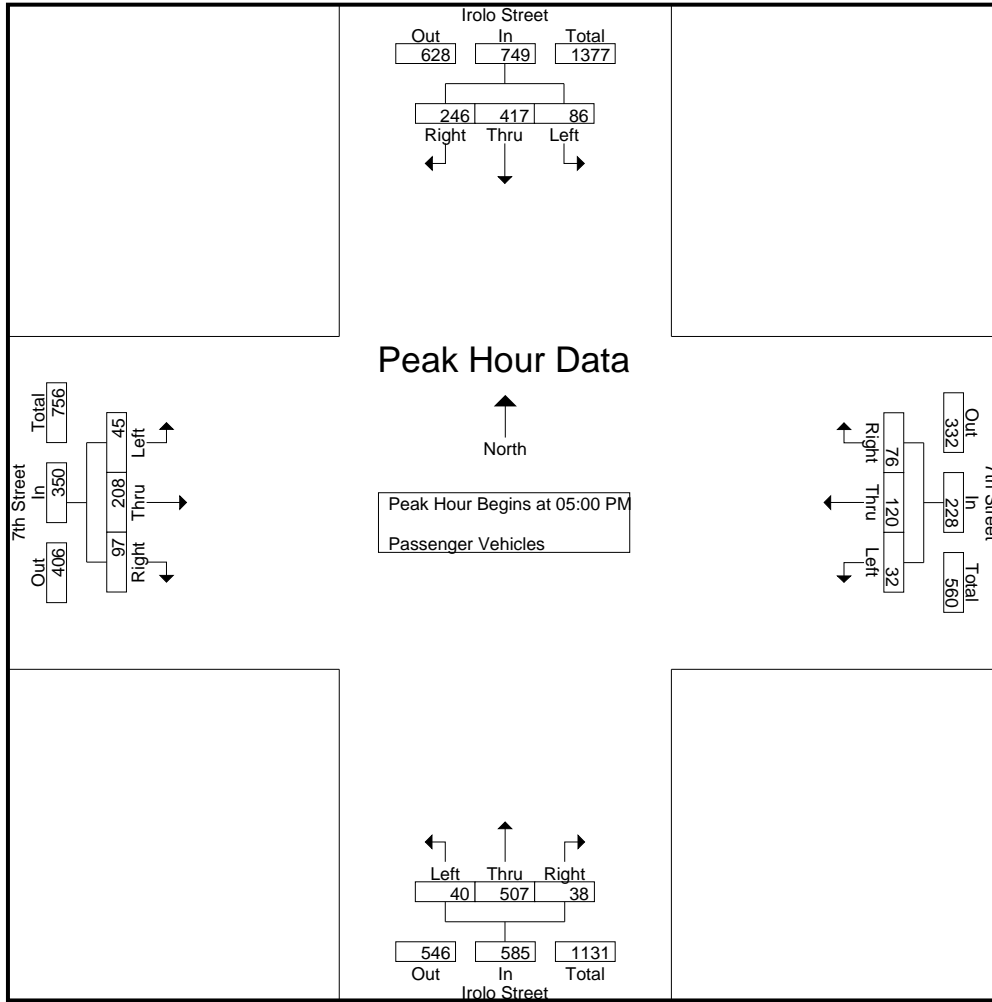 Irolo Street
Out In Total
628 749 1377
246 417 86
Right Thru Left
Peak Hour Data
North
Peak Hour Begins at 05:00 PM
Passenger Vehicles
7th Street
Total In Out
756 350 406
45 208 97
Left Thru Right
7th Street
Out In Total
332 228 560
76 120 32
Right Thru Left
Left Thru Right
40 507 38
546 585 1131
Out In Total
Irolo Street